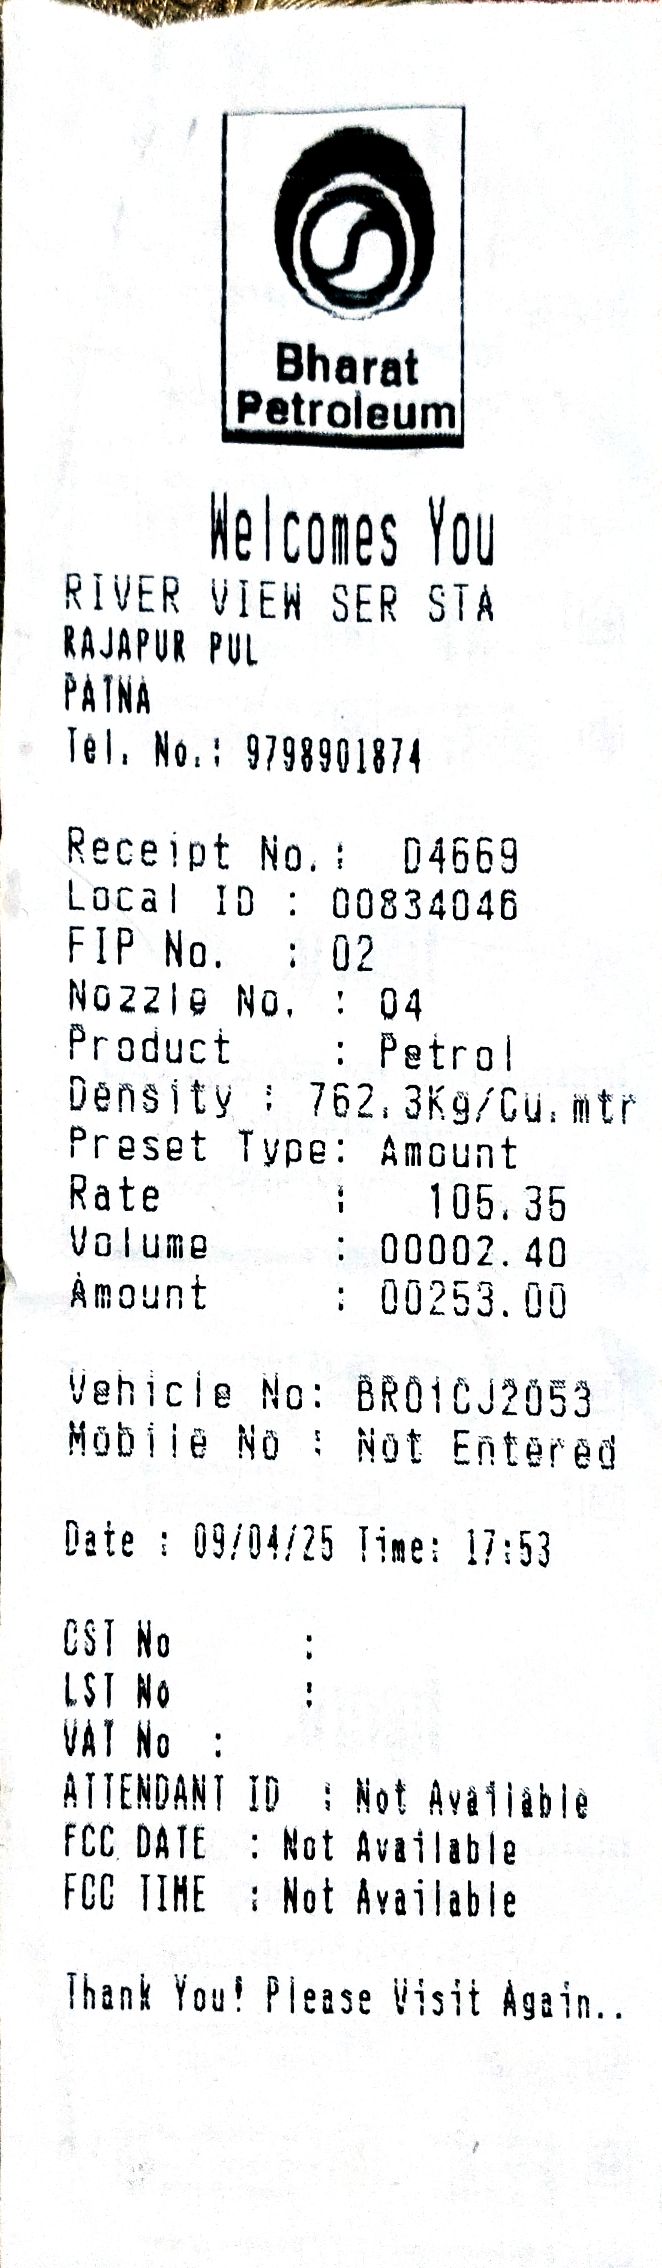 Bharat
Petroleum
Welcomes You
RIVER VIEW SER STA
RAJAPUR PUL
PATNA
Tel. No.: 9798901874
Receipt No.: D4669
Local ID : 00834046
FIP No. : 02
Nozzle No. : 04
Product : Petrol
Density : 762.3Kg/Cu.mtr
Preset Type: Amount
Rate : 105.35
Volume : 00002.40
Amount : 00253.00
Vehicle No: BR01CJ2053
Mobile No : Not Entered
Date : 09/04/25 Time: 17:53
CST No :
LST No :
VAT No :
ATTENDANT ID : Not Available
FCC DATE : Not Available
FCC TIME : Not Available
Thank You! Please Visit Again..